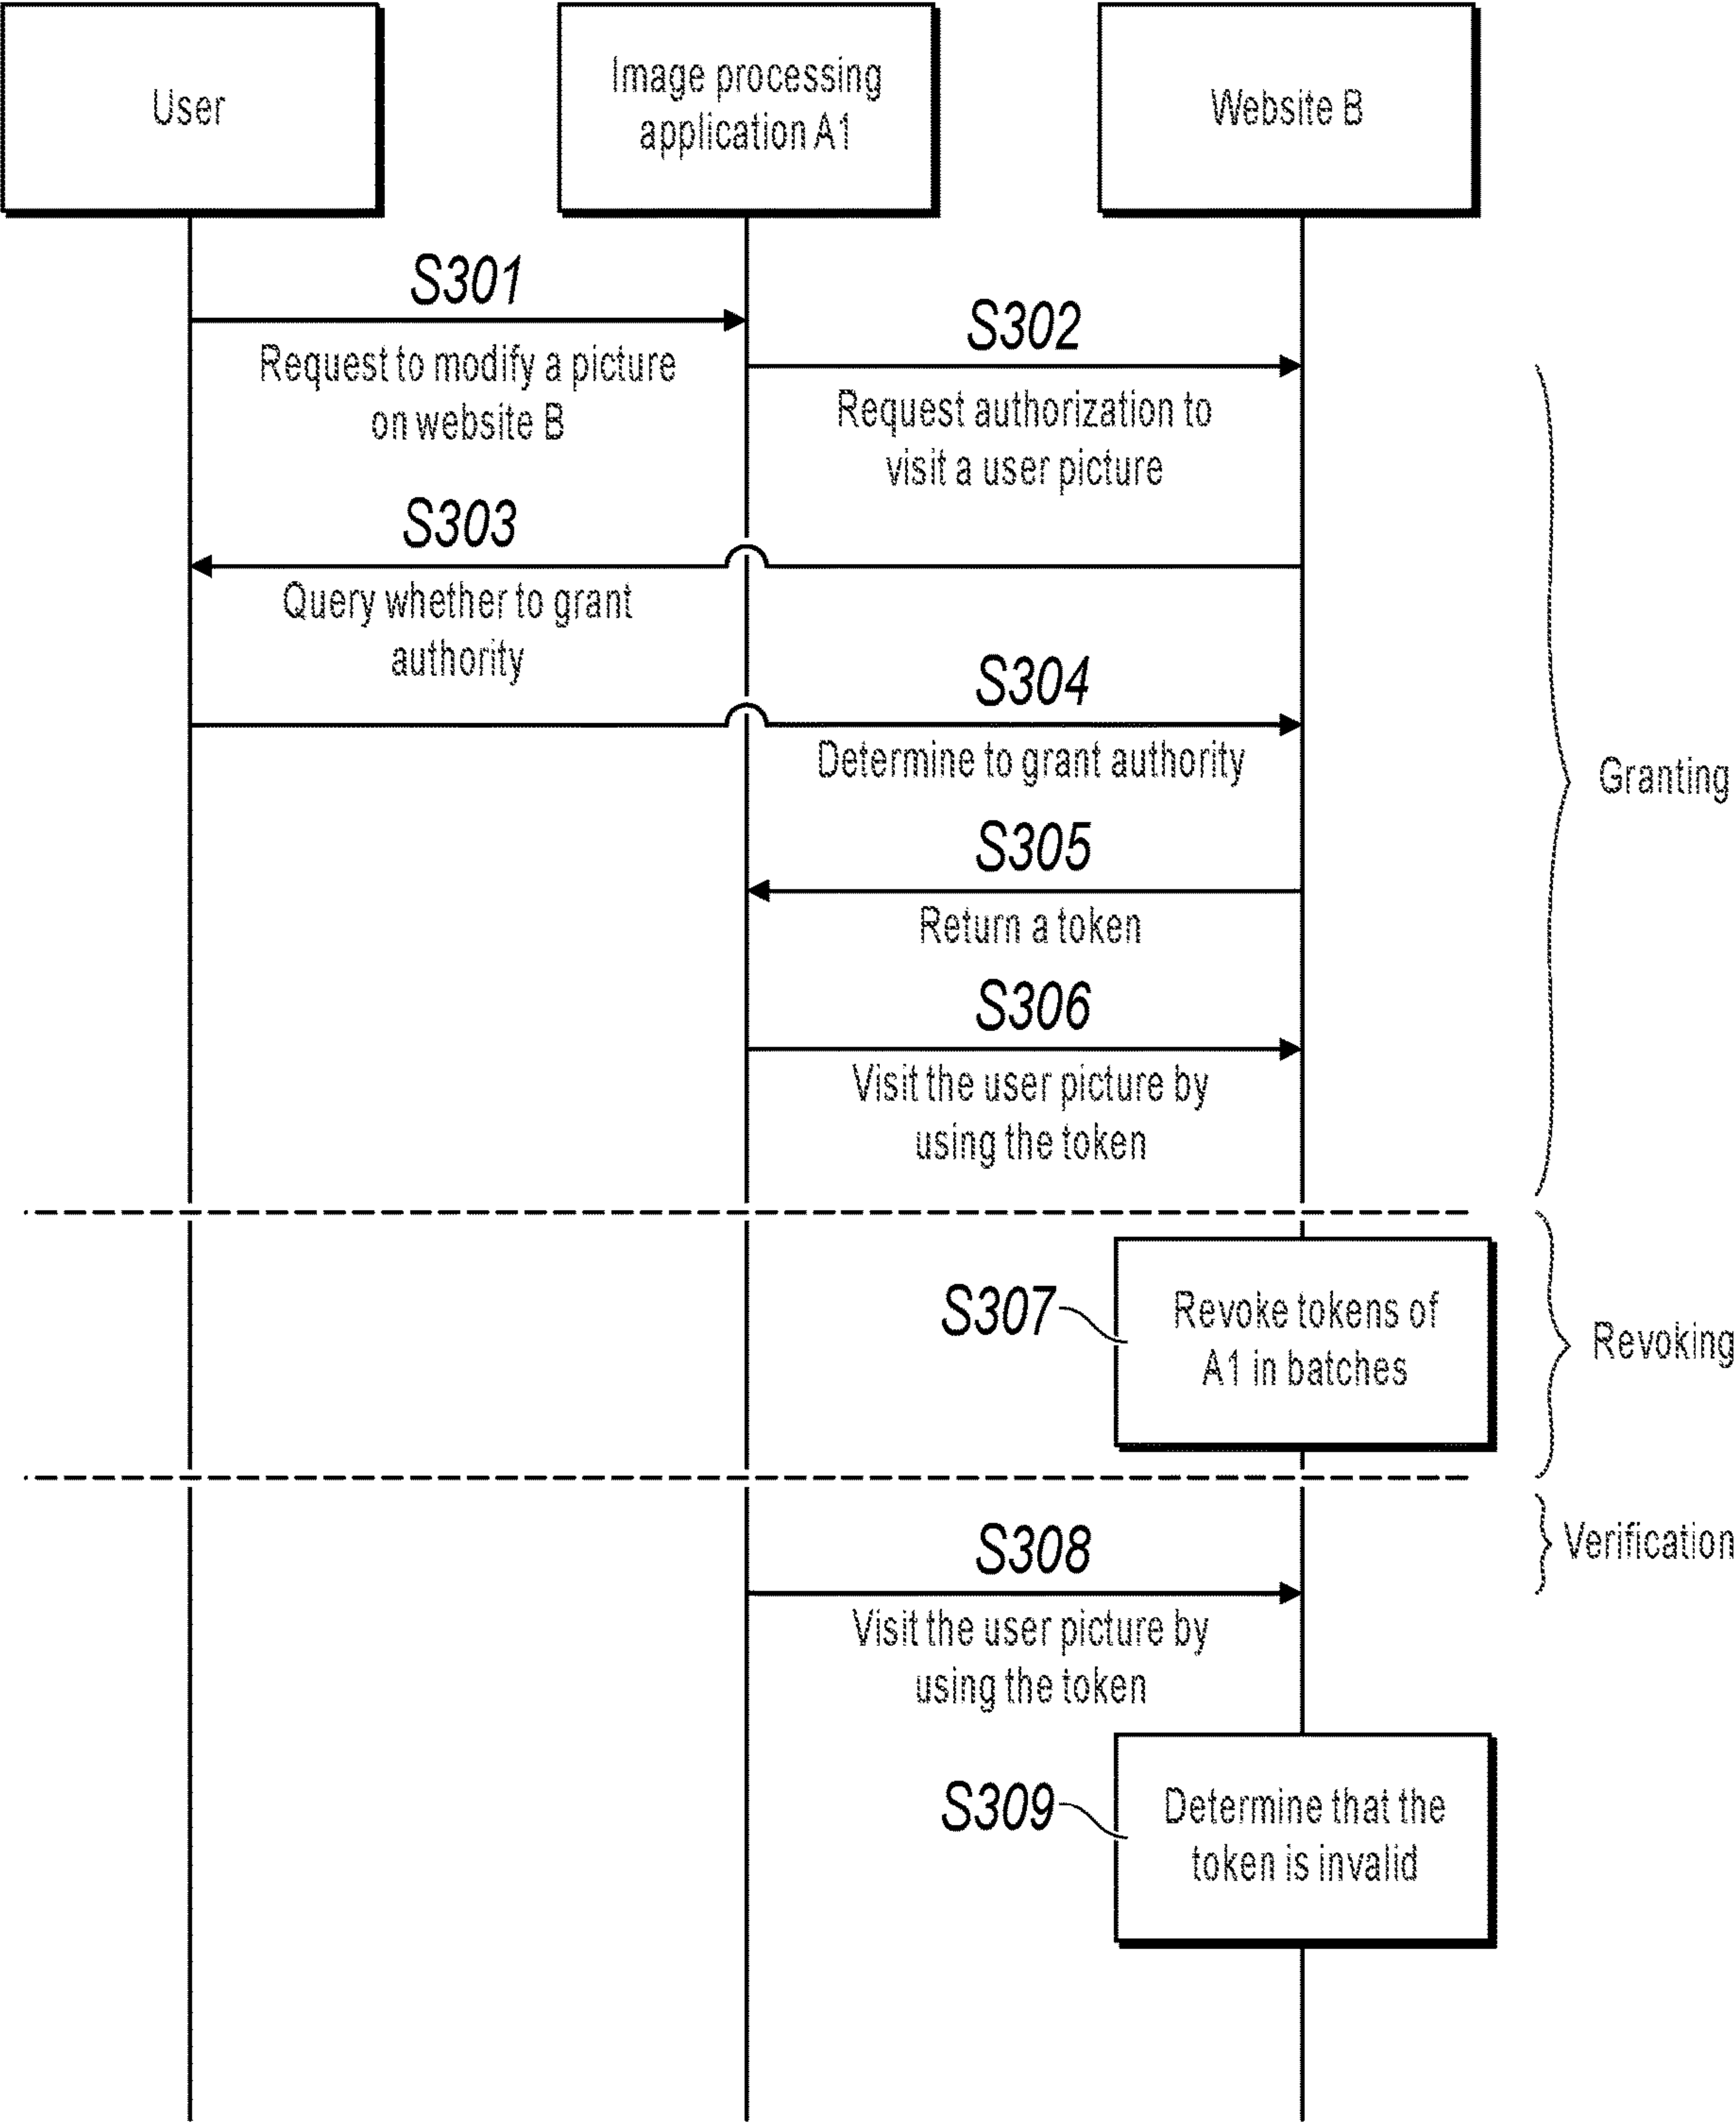 User
Image processing
application A1
Website B
S301
Request to modify a picture
on website B
S302
Request authorization to
visit a user picture
S303
Query whether to grant
authority
S304
Determine to grant authority
Granting
S305
Return a token
S306
Visit the user picture by
using the token
S307
Revoke tokens of
A1 in batches
Revoking
S308
Visit the user picture by
using the token
Verification
S309
Determine that the
token is invalid